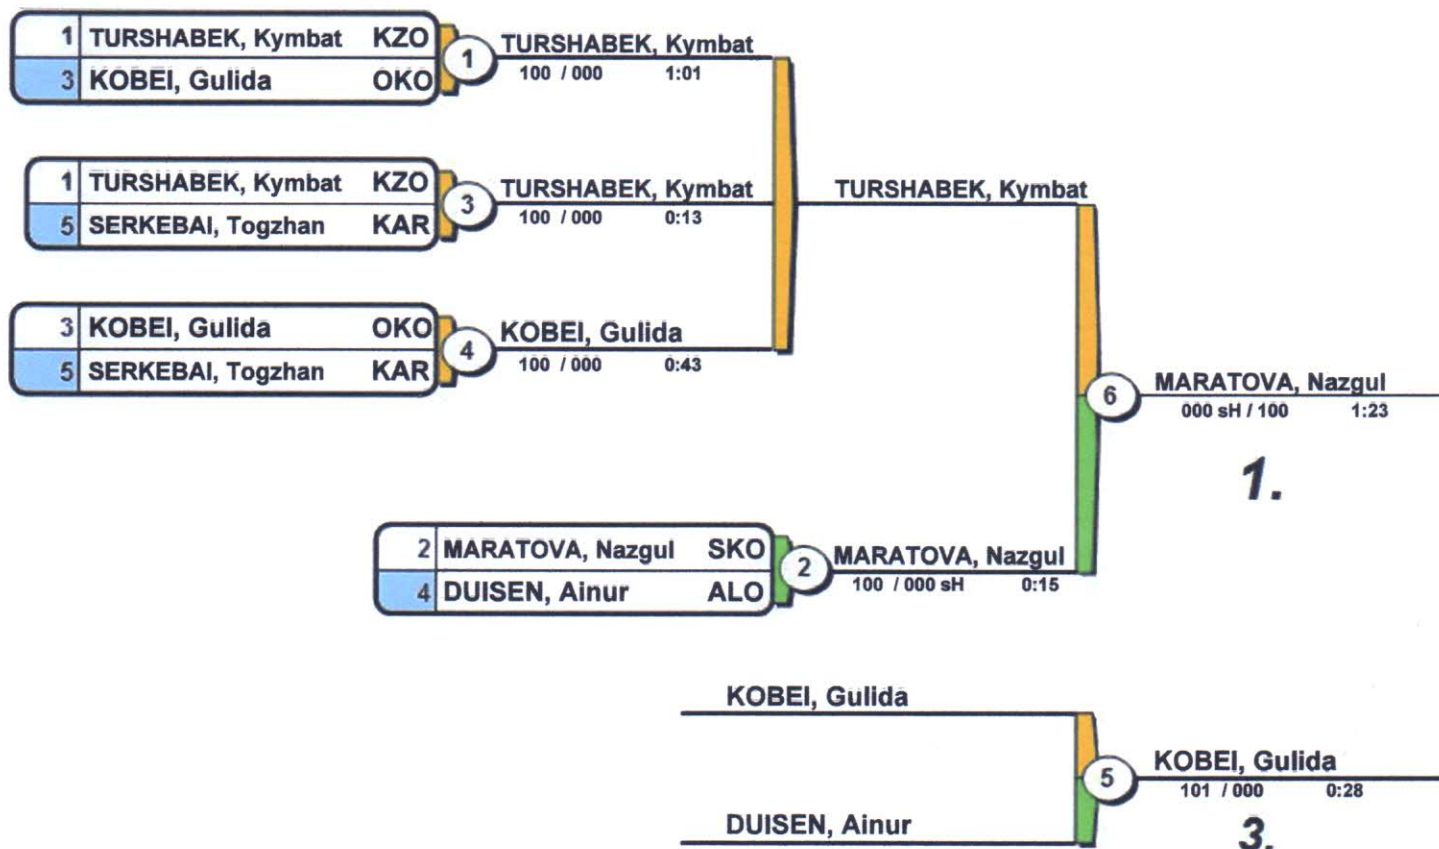 1 TURSHABEK, Kymbat KZO
3 KOBEI, Gulida OKO
1
TURSHABEK, Kymbat
100 / 000 1:01
1 TURSHABEK, Kymbat KZO
5 SERKEBAI, Togzhan KAR
3
TURSHABEK, Kymbat
100 / 000 0:13
TURSHABEK, Kymbat
3 KOBEI, Gulida OKO
5 SERKEBAI, Togzhan KAR
4
KOBEI, Gulida
100 / 000 0:43
6
MARATOVA, Nazgul
000 sH / 100 1:23
1.
2 MARATOVA, Nazgul SKO
4 DUISEN, Ainur ALO
2
MARATOVA, Nazgul
100 / 000 sH 0:15
KOBEI, Gulida
5
KOBEI, Gulida
101 / 000 0:28
DUISEN, Ainur
3.